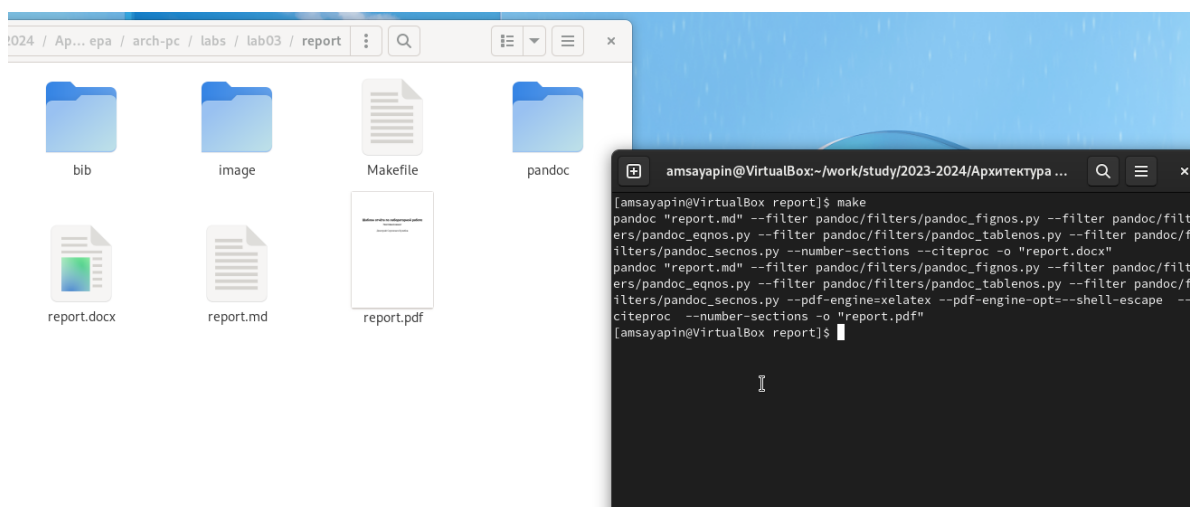 2024 / Ap... epa / arch-pc / labs / lab03 / report
bib
image
Makefile
pandoc
report.docx
report.md
report.pdf
amsayapin@VirtualBox:~/work/study/2023-2024/Архитектура ...
[amsayapin@VirtualBox report]$ make
pandoc "report.md" --filter pandoc/filters/pandoc_fignos.py --filter pandoc/filt
ers/pandoc_eqnos.py --filter pandoc/filters/pandoc_tablenos.py --filter pandoc/f
ilters/pandoc_secnos.py --number-sections --citeproc -o "report.docx"
pandoc "report.md" --filter pandoc/filters/pandoc_fignos.py --filter pandoc/filt
ers/pandoc_eqnos.py --filter pandoc/filters/pandoc_tablenos.py --filter pandoc/f
ilters/pandoc_secnos.py --pdf-engine=xelatex --pdf-engine-opt=--shell-escape  --
citeproc  --number-sections -o "report.pdf"
[amsayapin@VirtualBox report]$